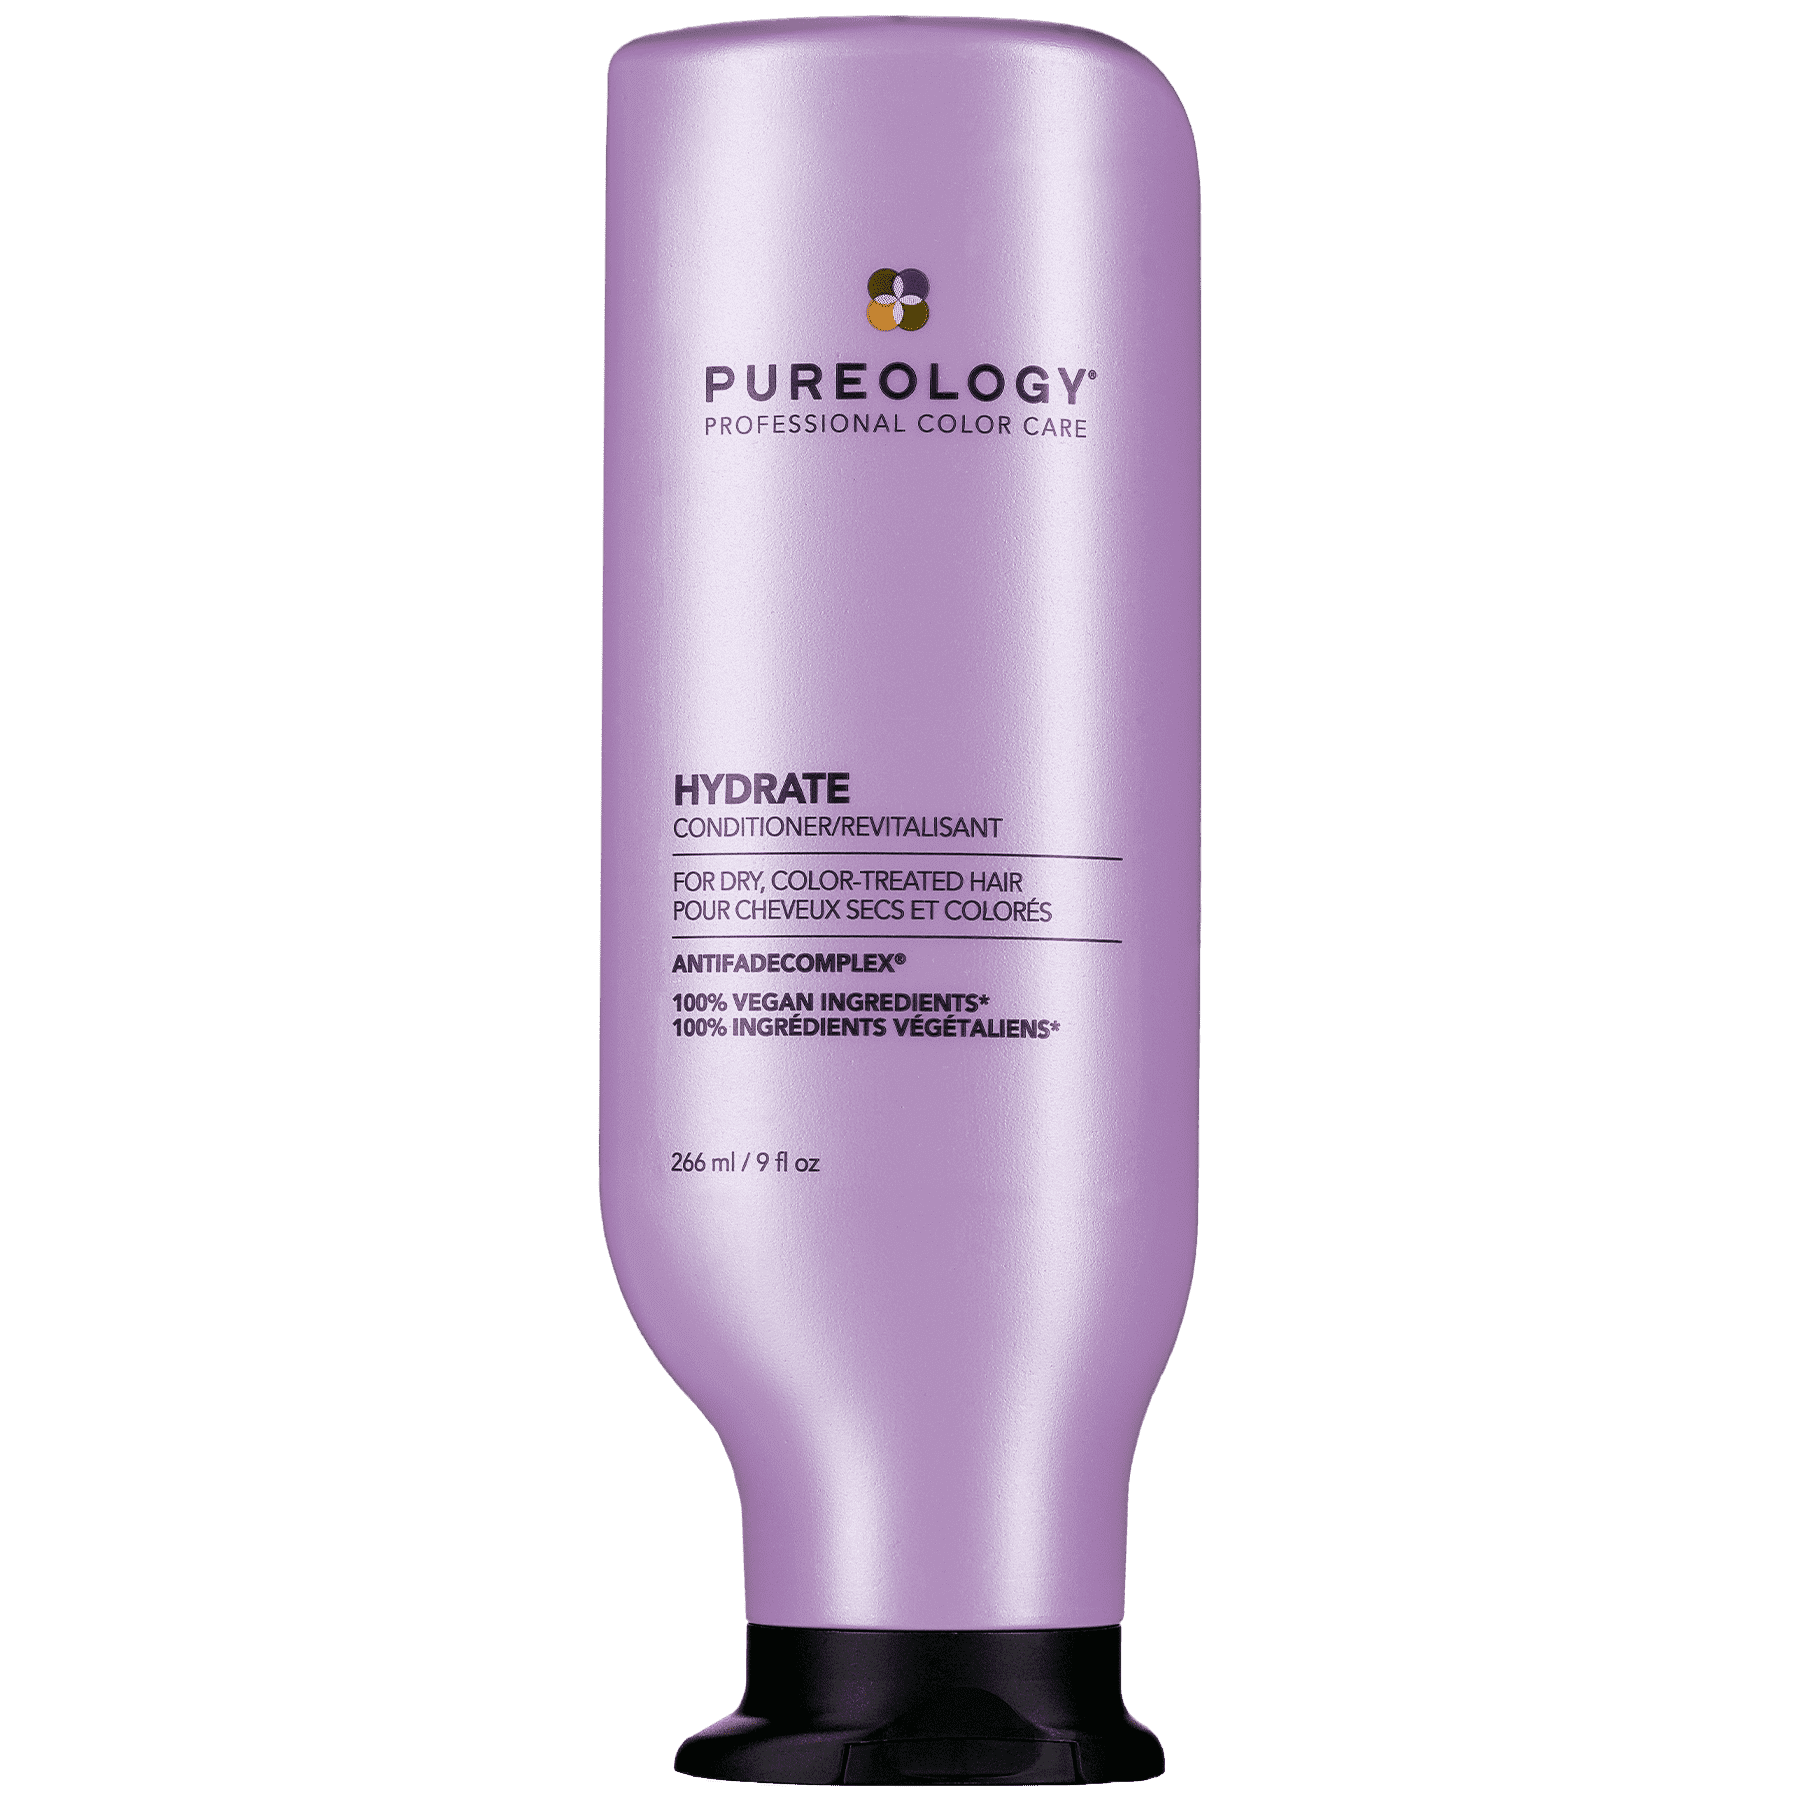 PUREOLOGY®
PROFESSIONAL COLOR CARE
HYDRATE
CONDITIONER/REVITALISANT
FOR DRY, COLOR-TREATED HAIR
POUR CHEVEUX SECS ET COLORÉS
ANTIFADECOMPLEX®
100% VEGAN INGREDIENTS*
100% INGRÉDIENTS VÉGÉTALIENS*
266 ml / 9 fl oz